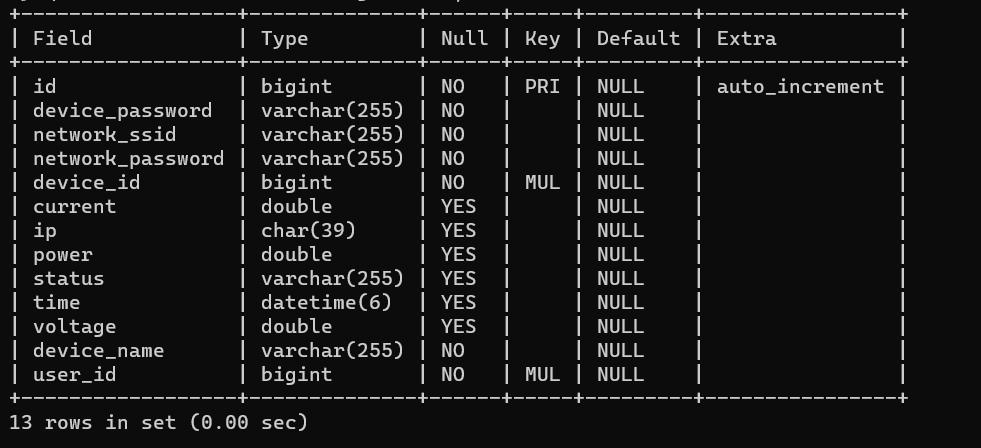 +------------------+--------------+------+-----+---------+----------------+
| Field            | Type         | Null | Key | Default | Extra          |
+------------------+--------------+------+-----+---------+----------------+
| id               | bigint       | NO   | PRI | NULL    | auto_increment |
| device_password  | varchar(255) | NO   |     | NULL    |                |
| network_ssid     | varchar(255) | NO   |     | NULL    |                |
| network_password | varchar(255) | NO   |     | NULL    |                |
| device_id        | bigint       | NO   | MUL | NULL    |                |
| current          | double       | YES  |     | NULL    |                |
| ip               | char(39)     | YES  |     | NULL    |                |
| power            | double       | YES  |     | NULL    |                |
| status           | varchar(255) | YES  |     | NULL    |                |
| time             | datetime(6)  | YES  |     | NULL    |                |
| voltage          | double       | YES  |     | NULL    |                |
| device_name      | varchar(255) | NO   |     | NULL    |                |
| user_id          | bigint       | NO   | MUL | NULL    |                |
+------------------+--------------+------+-----+---------+----------------+
13 rows in set (0.00 sec)